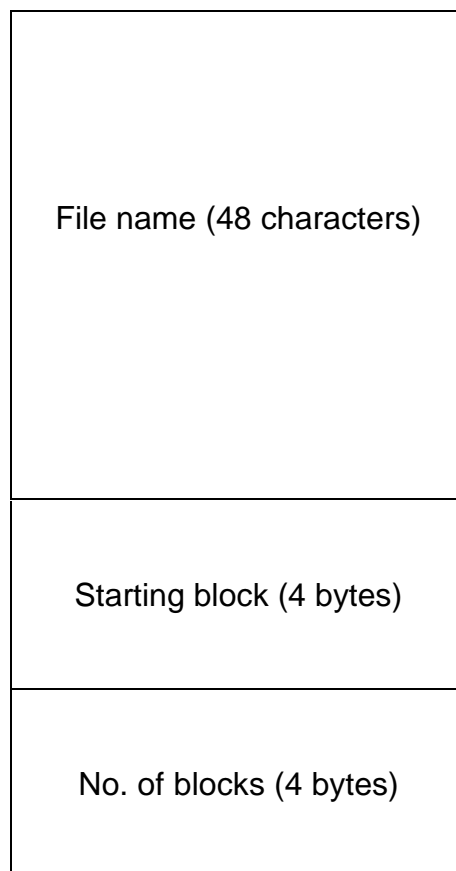 File name (48 characters)
Starting block (4 bytes)
No. of blocks (4 bytes)